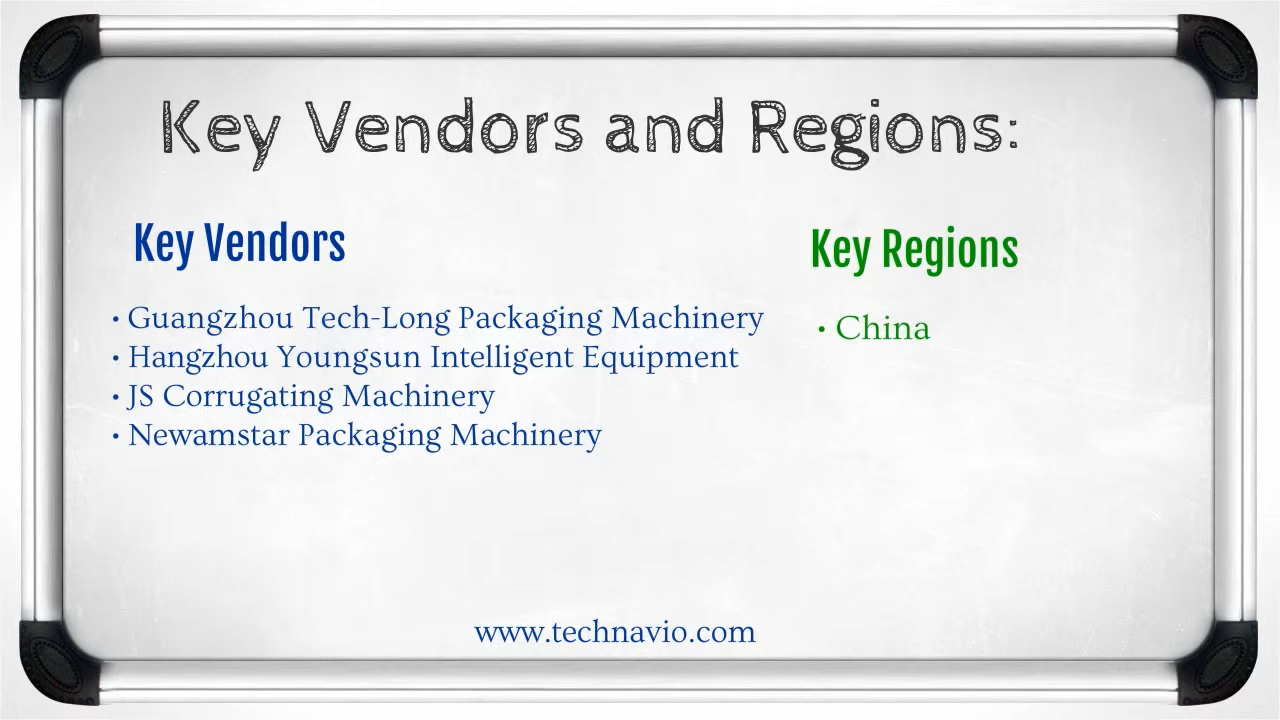 Key Vendors and Regions:
Key Vendors
• Guangzhou Tech-Long Packaging Machinery
• Hangzhou Youngsun Intelligent Equipment
• JS Corrugating Machinery
• Newamstar Packaging Machinery
Key Regions
• China
www.technavio.com